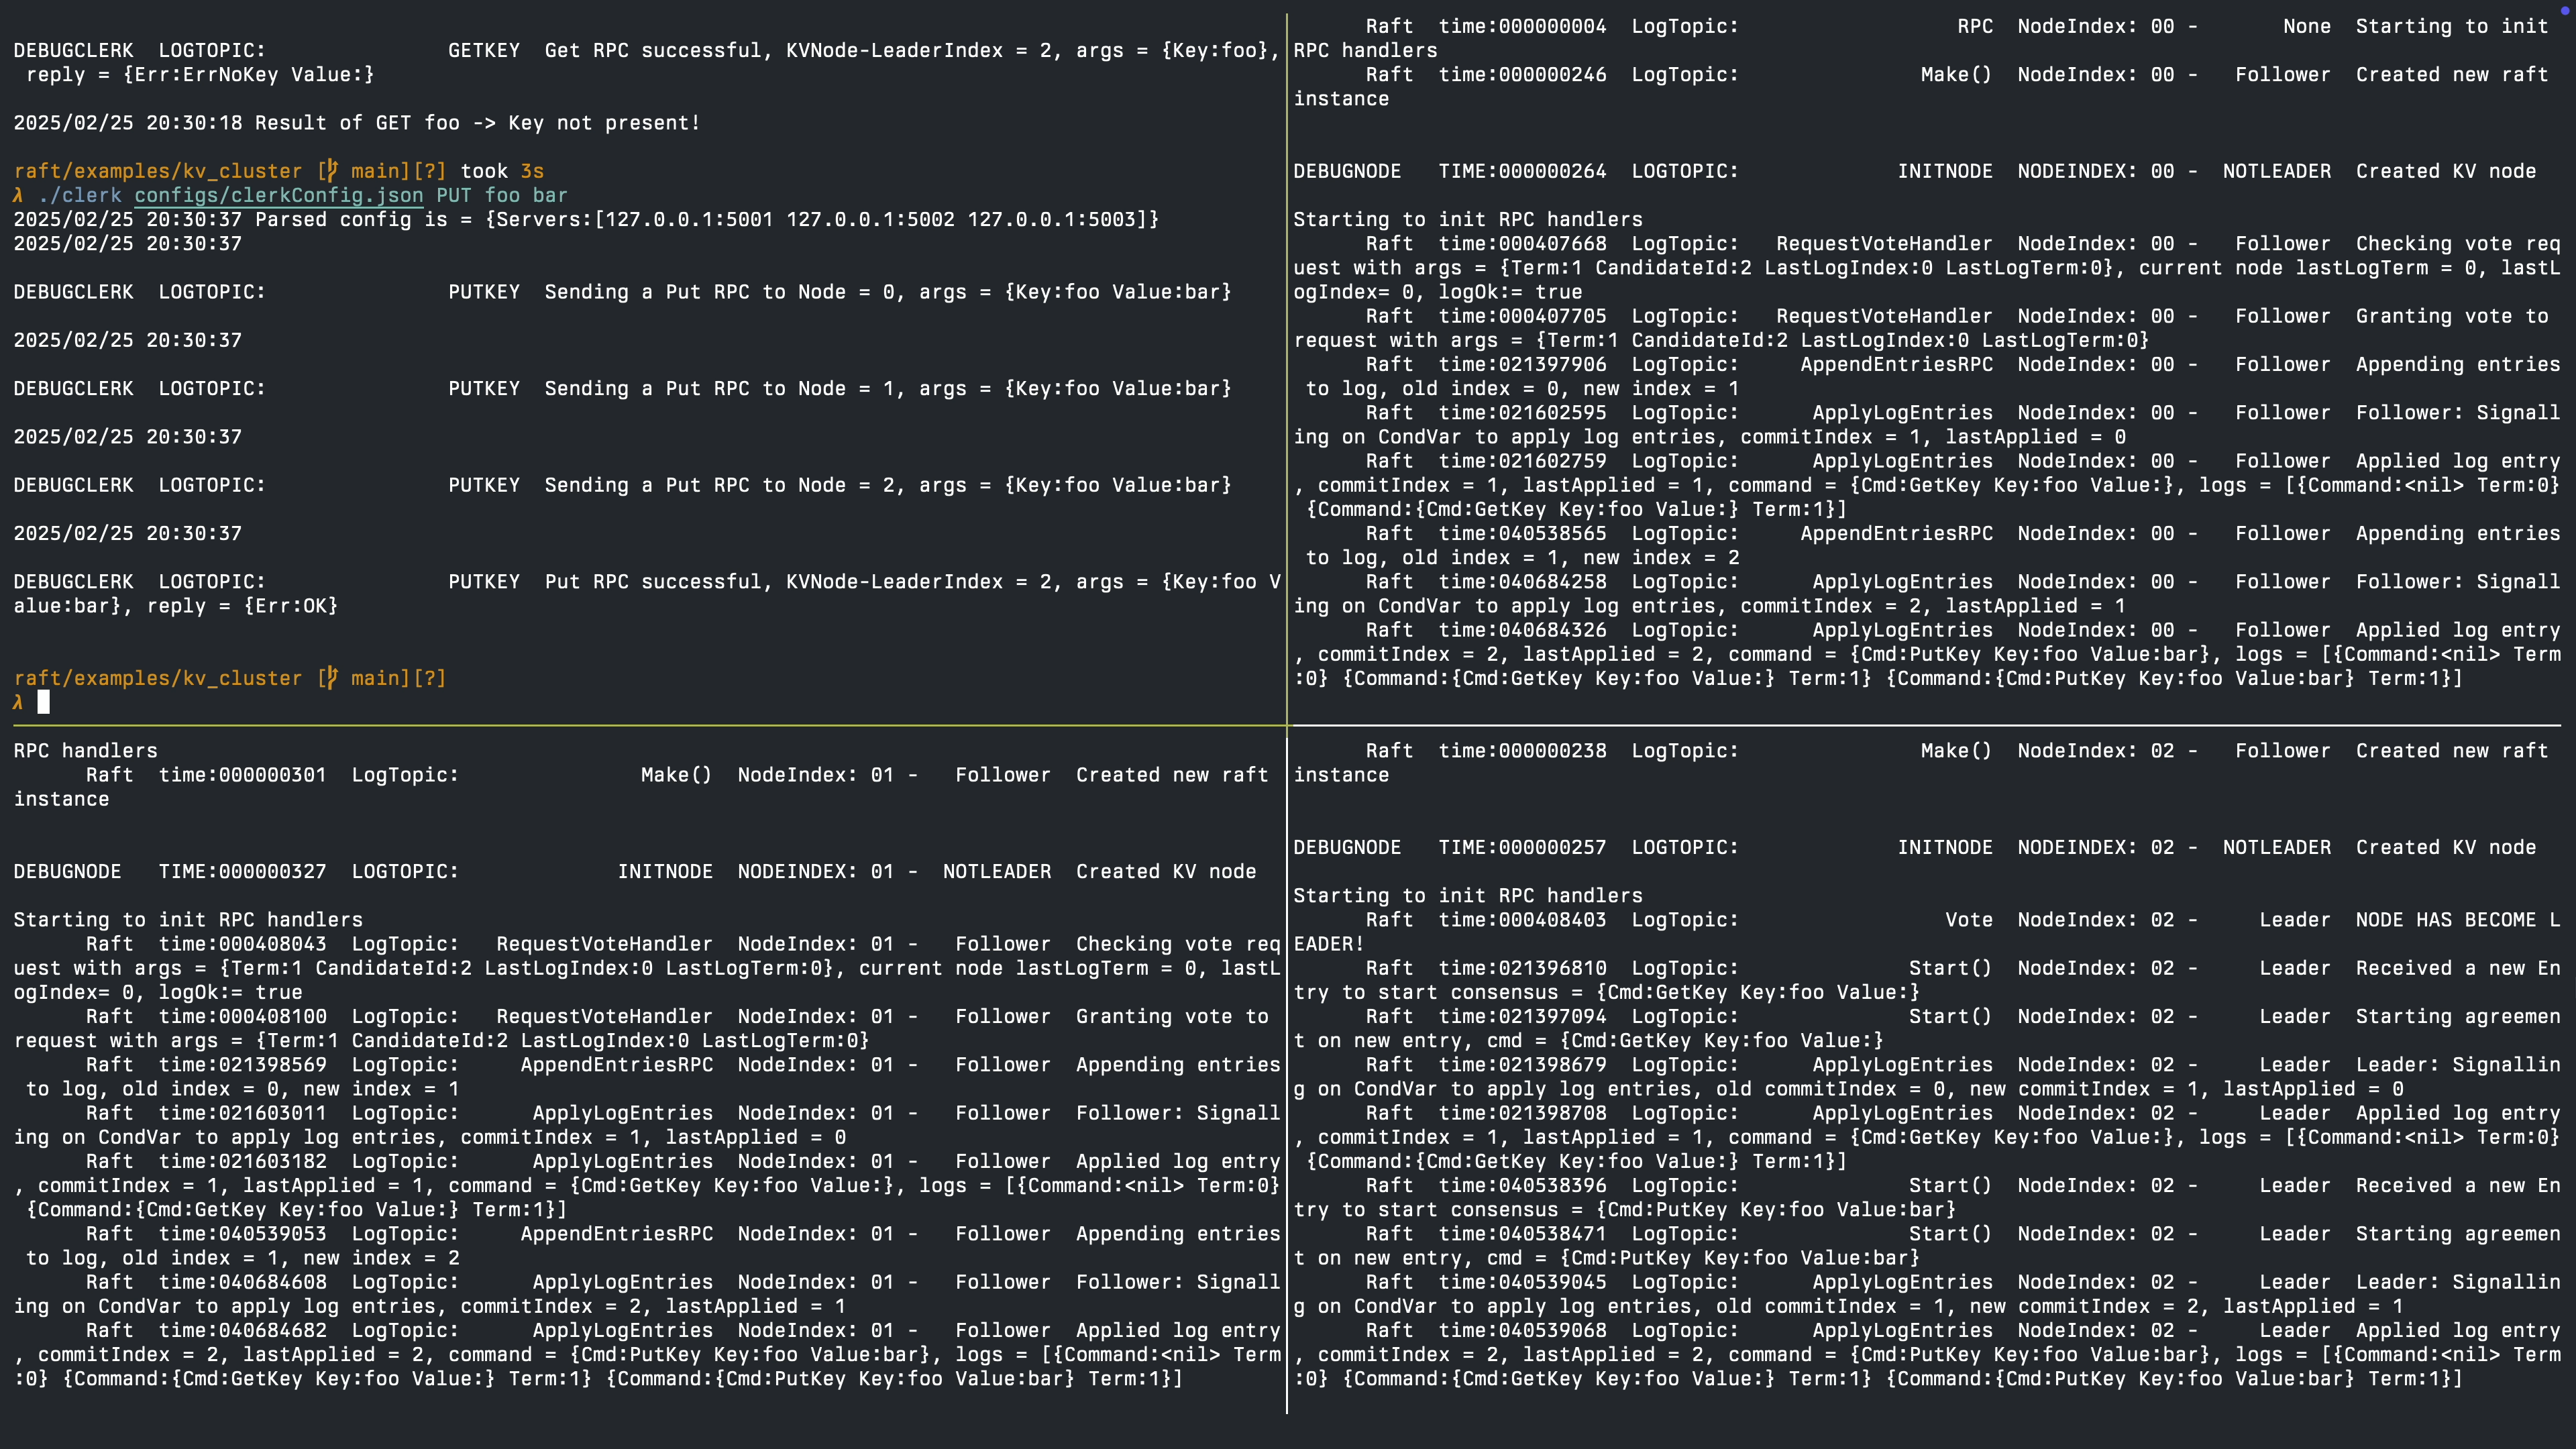 DEBUGCLERK  LOGTOPIC:               GETKEY  Get RPC successful, KVNode-LeaderIndex = 2, args = {Key:foo},
 reply = {Err:ErrNoKey Value:}
2025/02/25 20:30:18 Result of GET foo -> Key not present!
raft/examples/kv_cluster [ main][?] took 3s
λ ./clerk configs/clerkConfig.json PUT foo bar
2025/02/25 20:30:37 Parsed config is = {Servers:[127.0.0.1:5001 127.0.0.1:5002 127.0.0.1:5003]}
2025/02/25 20:30:37
DEBUGCLERK  LOGTOPIC:               PUTKEY  Sending a Put RPC to Node = 0, args = {Key:foo Value:bar}
2025/02/25 20:30:37
DEBUGCLERK  LOGTOPIC:               PUTKEY  Sending a Put RPC to Node = 1, args = {Key:foo Value:bar}
2025/02/25 20:30:37
DEBUGCLERK  LOGTOPIC:               PUTKEY  Sending a Put RPC to Node = 2, args = {Key:foo Value:bar}
2025/02/25 20:30:37
DEBUGCLERK  LOGTOPIC:               PUTKEY  Put RPC successful, KVNode-LeaderIndex = 2, args = {Key:foo V
alue:bar}, reply = {Err:OK}
raft/examples/kv_cluster [ main][?]
λ
Raft  time:000000004  LogTopic:                  RPC  NodeIndex: 00 -       None  Starting to init
RPC handlers
Raft  time:000000246  LogTopic:               Make()  NodeIndex: 00 -   Follower  Created new raft
instance
DEBUGNODE   TIME:000000264  LOGTOPIC:             INITNODE  NODEINDEX: 00 -  NOTLEADER  Created KV node
Starting to init RPC handlers
Raft  time:000407668  LogTopic:   RequestVoteHandler  NodeIndex: 00 -   Follower  Checking vote req
uest with args = {Term:1 CandidateId:2 LastLogIndex:0 LastLogTerm:0}, current node lastLogTerm = 0, lastL
ogIndex= 0, logOk:= true
Raft  time:000407705  LogTopic:   RequestVoteHandler  NodeIndex: 00 -   Follower  Granting vote to
request with args = {Term:1 CandidateId:2 LastLogIndex:0 LastLogTerm:0}
Raft  time:021397906  LogTopic:     AppendEntriesRPC  NodeIndex: 00 -   Follower  Appending entries
 to log, old index = 0, new index = 1
Raft  time:021602595  LogTopic:      ApplyLogEntries  NodeIndex: 00 -   Follower  Follower: Signall
ing on CondVar to apply log entries, commitIndex = 1, lastApplied = 0
Raft  time:021602759  LogTopic:      ApplyLogEntries  NodeIndex: 00 -   Follower  Applied log entry
, commitIndex = 1, lastApplied = 1, command = {Cmd:GetKey Key:foo Value:}, logs = [{Command:<nil> Term:0}
 {Command:{Cmd:GetKey Key:foo Value:} Term:1}]
Raft  time:040538565  LogTopic:     AppendEntriesRPC  NodeIndex: 00 -   Follower  Appending entries
 to log, old index = 1, new index = 2
Raft  time:040684258  LogTopic:      ApplyLogEntries  NodeIndex: 00 -   Follower  Follower: Signall
ing on CondVar to apply log entries, commitIndex = 2, lastApplied = 1
Raft  time:040684326  LogTopic:      ApplyLogEntries  NodeIndex: 00 -   Follower  Applied log entry
, commitIndex = 2, lastApplied = 2, command = {Cmd:PutKey Key:foo Value:bar}, logs = [{Command:<nil> Term
:0} {Command:{Cmd:GetKey Key:foo Value:} Term:1} {Command:{Cmd:PutKey Key:foo Value:bar} Term:1}]
RPC handlers
Raft  time:000000301  LogTopic:               Make()  NodeIndex: 01 -   Follower  Created new raft
instance
DEBUGNODE   TIME:000000327  LOGTOPIC:             INITNODE  NODEINDEX: 01 -  NOTLEADER  Created KV node
Starting to init RPC handlers
Raft  time:000408043  LogTopic:   RequestVoteHandler  NodeIndex: 01 -   Follower  Checking vote req
uest with args = {Term:1 CandidateId:2 LastLogIndex:0 LastLogTerm:0}, current node lastLogTerm = 0, lastL
ogIndex= 0, logOk:= true
Raft  time:000408100  LogTopic:   RequestVoteHandler  NodeIndex: 01 -   Follower  Granting vote to
request with args = {Term:1 CandidateId:2 LastLogIndex:0 LastLogTerm:0}
Raft  time:021398569  LogTopic:     AppendEntriesRPC  NodeIndex: 01 -   Follower  Appending entries
 to log, old index = 0, new index = 1
Raft  time:021603011  LogTopic:      ApplyLogEntries  NodeIndex: 01 -   Follower  Follower: Signall
ing on CondVar to apply log entries, commitIndex = 1, lastApplied = 0
Raft  time:021603182  LogTopic:      ApplyLogEntries  NodeIndex: 01 -   Follower  Applied log entry
, commitIndex = 1, lastApplied = 1, command = {Cmd:GetKey Key:foo Value:}, logs = [{Command:<nil> Term:0}
 {Command:{Cmd:GetKey Key:foo Value:} Term:1}]
Raft  time:040539053  LogTopic:     AppendEntriesRPC  NodeIndex: 01 -   Follower  Appending entries
 to log, old index = 1, new index = 2
Raft  time:040684608  LogTopic:      ApplyLogEntries  NodeIndex: 01 -   Follower  Follower: Signall
ing on CondVar to apply log entries, commitIndex = 2, lastApplied = 1
Raft  time:040684682  LogTopic:      ApplyLogEntries  NodeIndex: 01 -   Follower  Applied log entry
, commitIndex = 2, lastApplied = 2, command = {Cmd:PutKey Key:foo Value:bar}, logs = [{Command:<nil> Term
:0} {Command:{Cmd:GetKey Key:foo Value:} Term:1} {Command:{Cmd:PutKey Key:foo Value:bar} Term:1}]
Raft  time:000000238  LogTopic:               Make()  NodeIndex: 02 -   Follower  Created new raft
instance
DEBUGNODE   TIME:000000257  LOGTOPIC:             INITNODE  NODEINDEX: 02 -  NOTLEADER  Created KV node
Starting to init RPC handlers
Raft  time:000408403  LogTopic:                 Vote  NodeIndex: 02 -     Leader  NODE HAS BECOME L
EADER!
Raft  time:021396810  LogTopic:              Start()  NodeIndex: 02 -     Leader  Received a new En
try to start consensus = {Cmd:GetKey Key:foo Value:}
Raft  time:021397094  LogTopic:              Start()  NodeIndex: 02 -     Leader  Starting agreemen
t on new entry, cmd = {Cmd:GetKey Key:foo Value:}
Raft  time:021398679  LogTopic:      ApplyLogEntries  NodeIndex: 02 -     Leader  Leader: Signallin
g on CondVar to apply log entries, old commitIndex = 0, new commitIndex = 1, lastApplied = 0
Raft  time:021398708  LogTopic:      ApplyLogEntries  NodeIndex: 02 -     Leader  Applied log entry
, commitIndex = 1, lastApplied = 1, command = {Cmd:GetKey Key:foo Value:}, logs = [{Command:<nil> Term:0}
 {Command:{Cmd:GetKey Key:foo Value:} Term:1}]
Raft  time:040538396  LogTopic:              Start()  NodeIndex: 02 -     Leader  Received a new En
try to start consensus = {Cmd:PutKey Key:foo Value:bar}
Raft  time:040538471  LogTopic:              Start()  NodeIndex: 02 -     Leader  Starting agreemen
t on new entry, cmd = {Cmd:PutKey Key:foo Value:bar}
Raft  time:040539045  LogTopic:      ApplyLogEntries  NodeIndex: 02 -     Leader  Leader: Signallin
g on CondVar to apply log entries, old commitIndex = 1, new commitIndex = 2, lastApplied = 1
Raft  time:040539068  LogTopic:      ApplyLogEntries  NodeIndex: 02 -     Leader  Applied log entry
, commitIndex = 2, lastApplied = 2, command = {Cmd:PutKey Key:foo Value:bar}, logs = [{Command:<nil> Term
:0} {Command:{Cmd:GetKey Key:foo Value:} Term:1} {Command:{Cmd:PutKey Key:foo Value:bar} Term:1}]